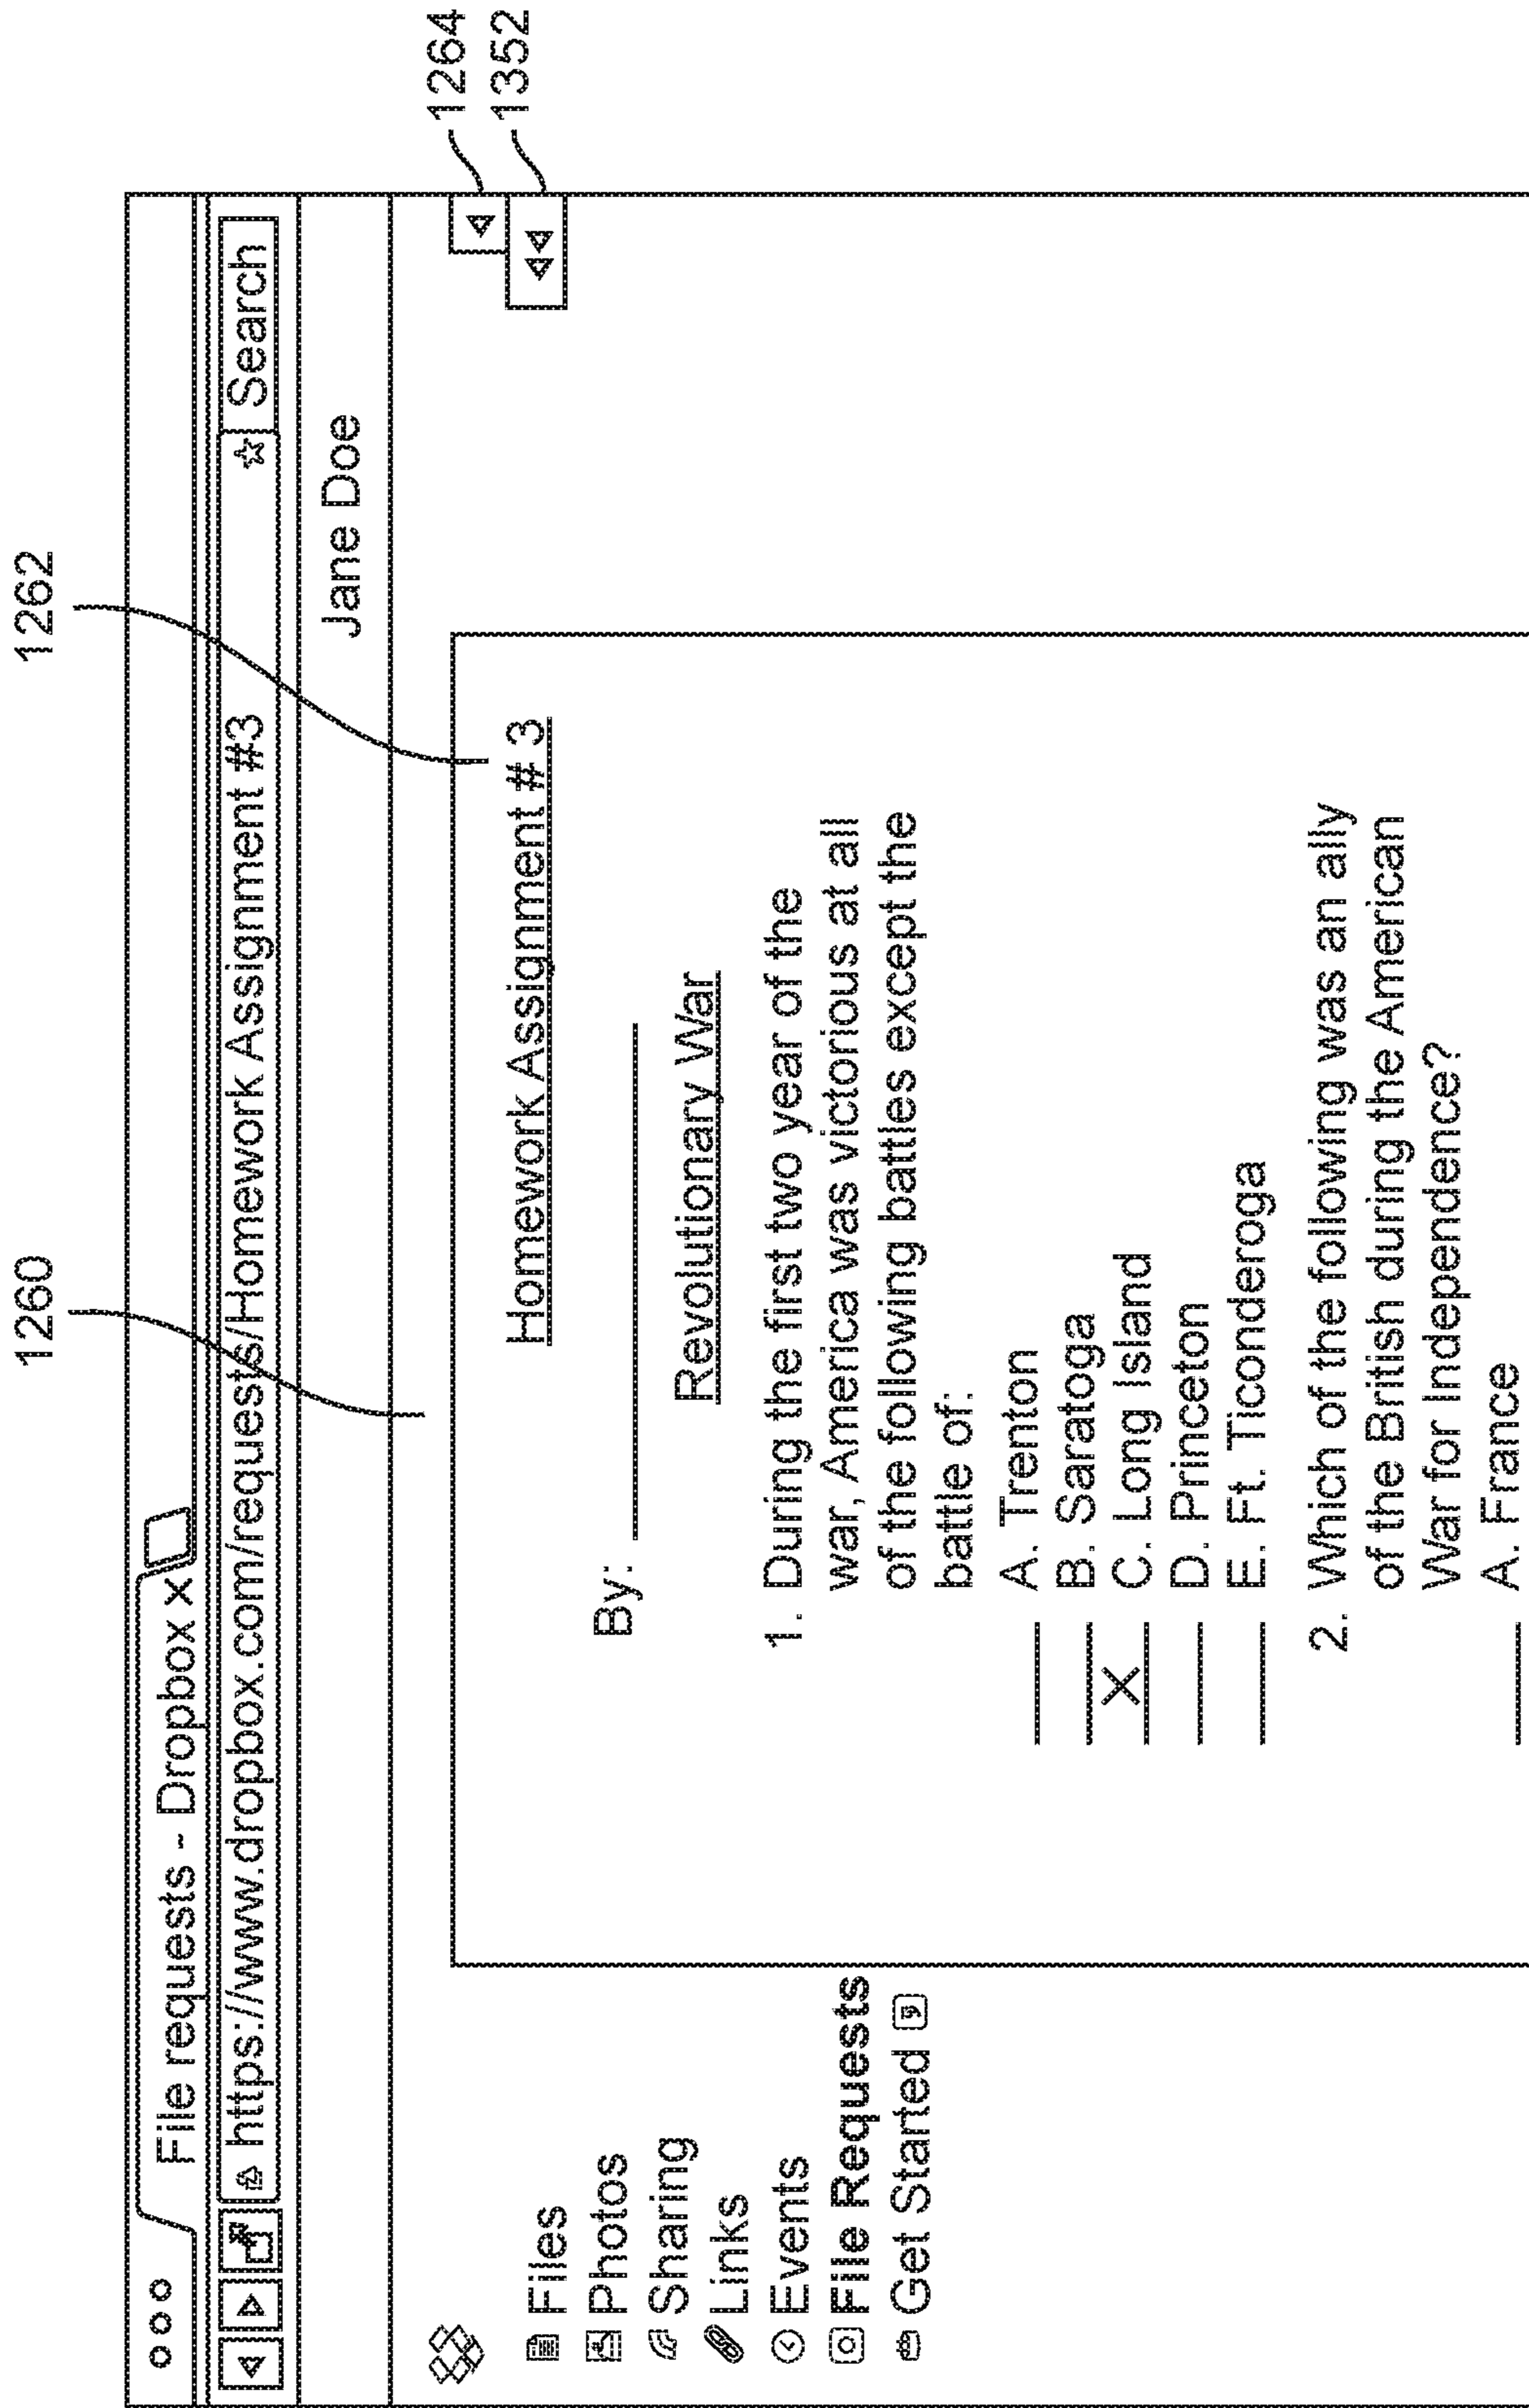 1260
1262
File requests - Dropbox x
https://www.dropbox.com/requests/Homework Assignment #3
Search
Jane Doe
1264
1352
Files
Photos
Sharing
Links
Events
File Requests
Get Started
Homework Assignment # 3
By:
Revolutionary War
1. During the first two year of the
war, America was victorious at all
of the following battles except the
battle of:
A. Trenton
B. Saratoga
X C. Long Island
D. Princeton
E. Ft. Ticonderoga
2. Which of the following was an ally
of the British during the American
War for Independence?
A. France